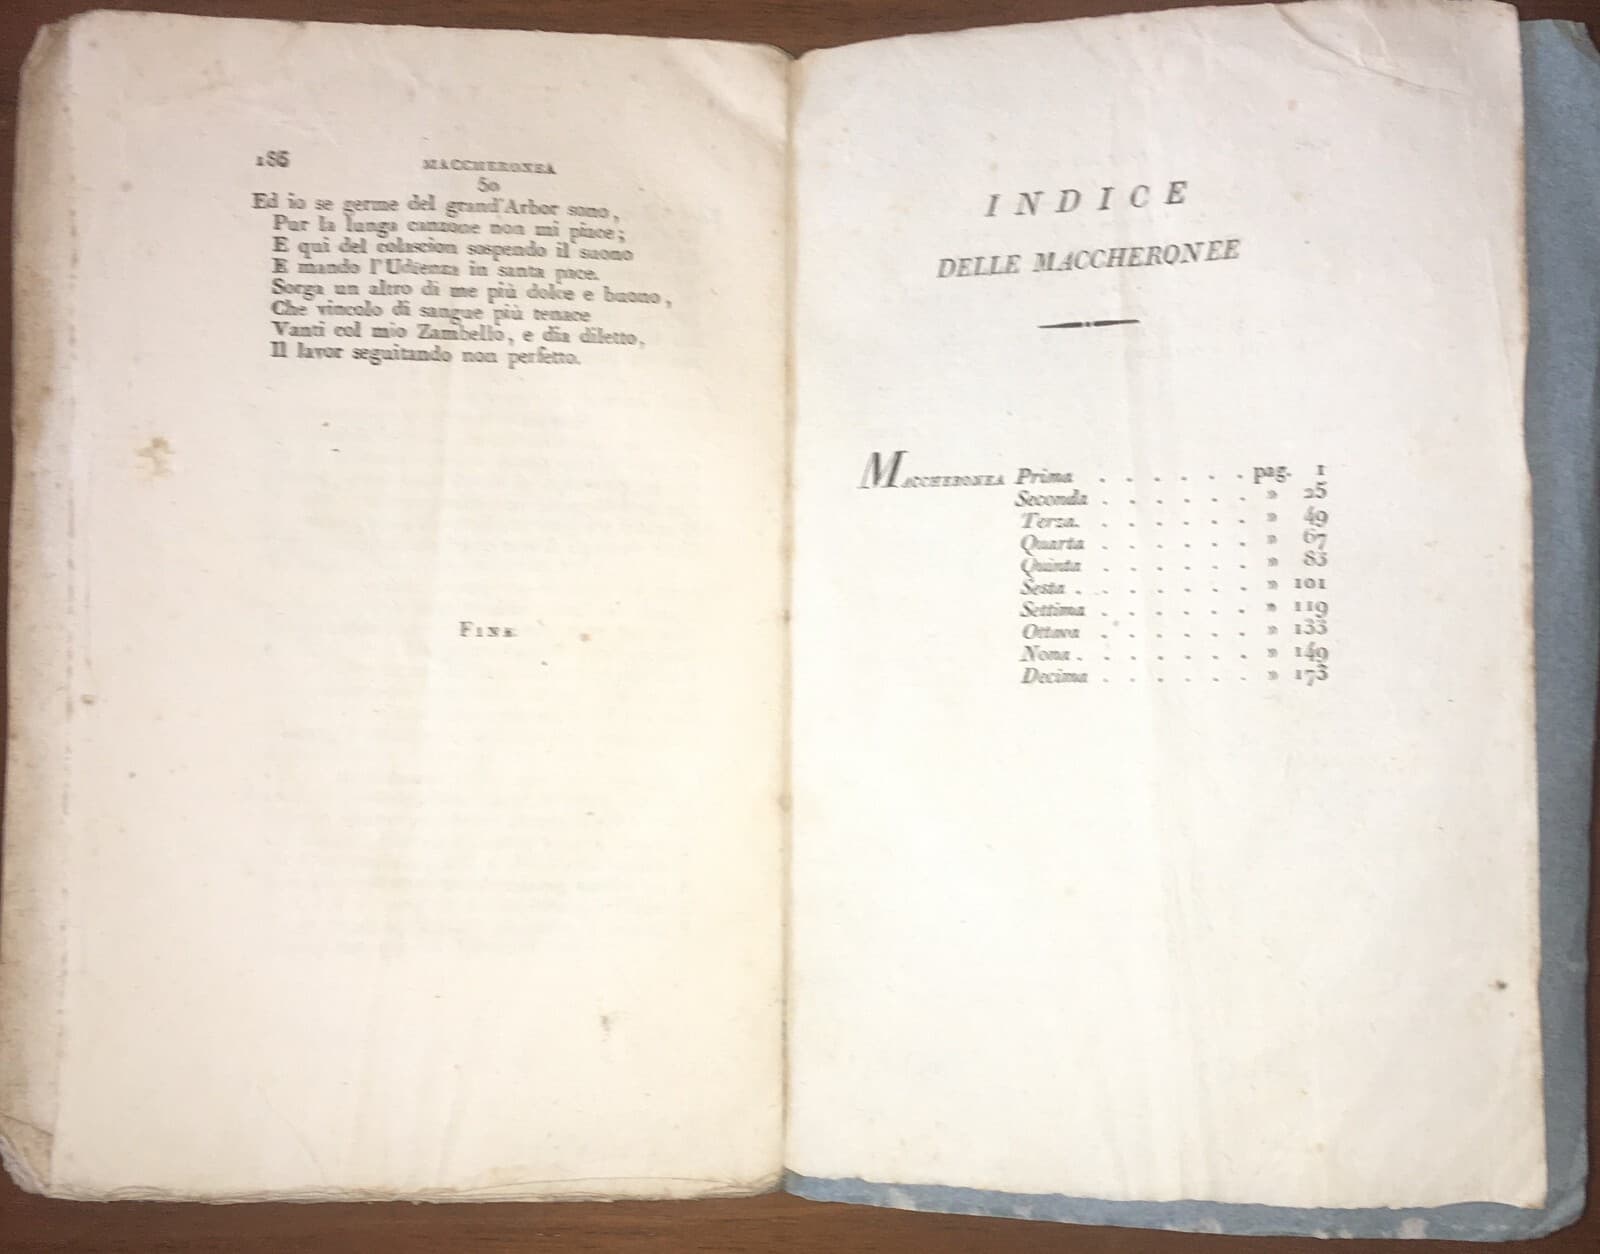 186
MACCHERONEA
50
Ed io se germe del grand'Arbor sono,
Pur la lunga canzone non mi piace;
E qui del colascion sospendo il suono
E mando l'Udienza in santa pace.
Sorga un altro di me più dolce e buono,
Che vincolo di sangue più tenace
Vanti col mio Zambello, e dia diletto,
Il lavor seguitando non perfetto.
FINE
INDICE
DELLE MACCHERONEE
MACCHERONEA Prima . . . . . . pag. 1
Seconda . . . . . . » 25
Terza. . . . . . . » 49
Quarta . . . . . . » 67
Quinta . . . . . . » 83
Sesta . . . . . . . » 101
Settima . . . . . . » 119
Ottava . . . . . . » 133
Nona . . . . . . . » 149
Decima . . . . . . » 173